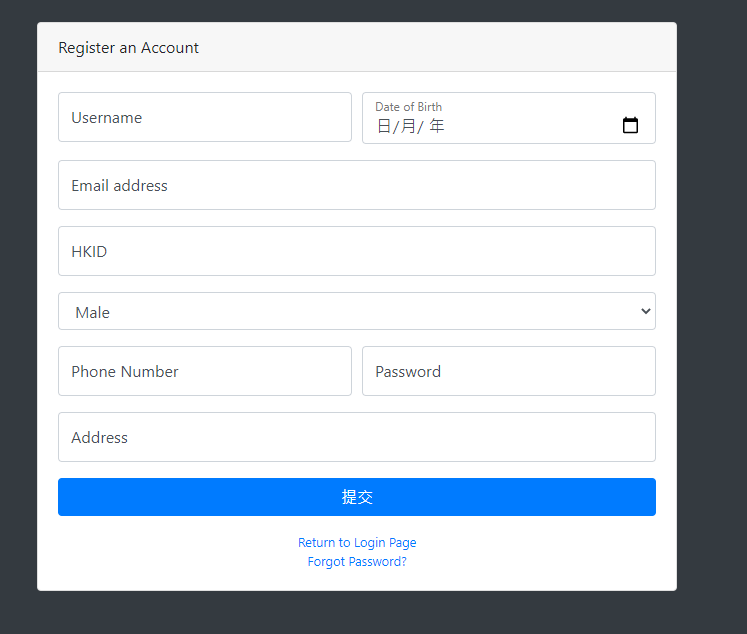 Register an Account
Username
Date of Birth
日/月/ 年
Email address
HKID
Male
Phone Number
Password
Address
提交
Return to Login Page
Forgot Password?